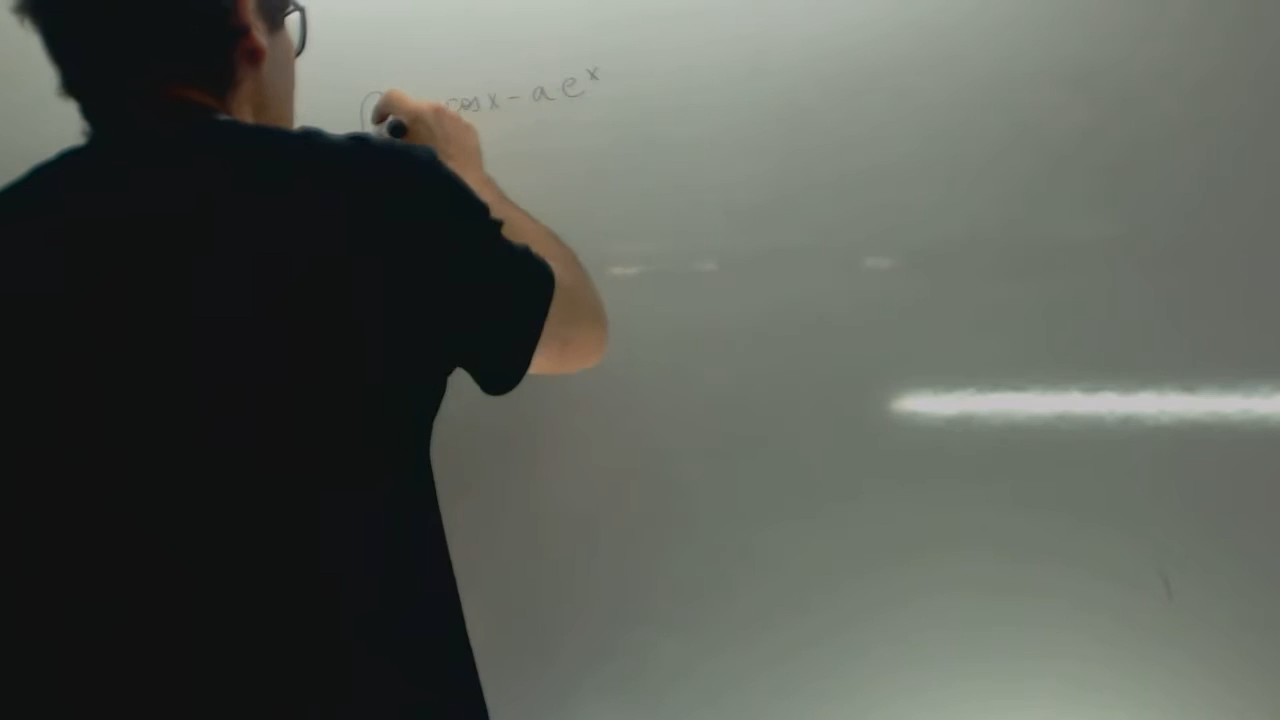 cos x - a e^x